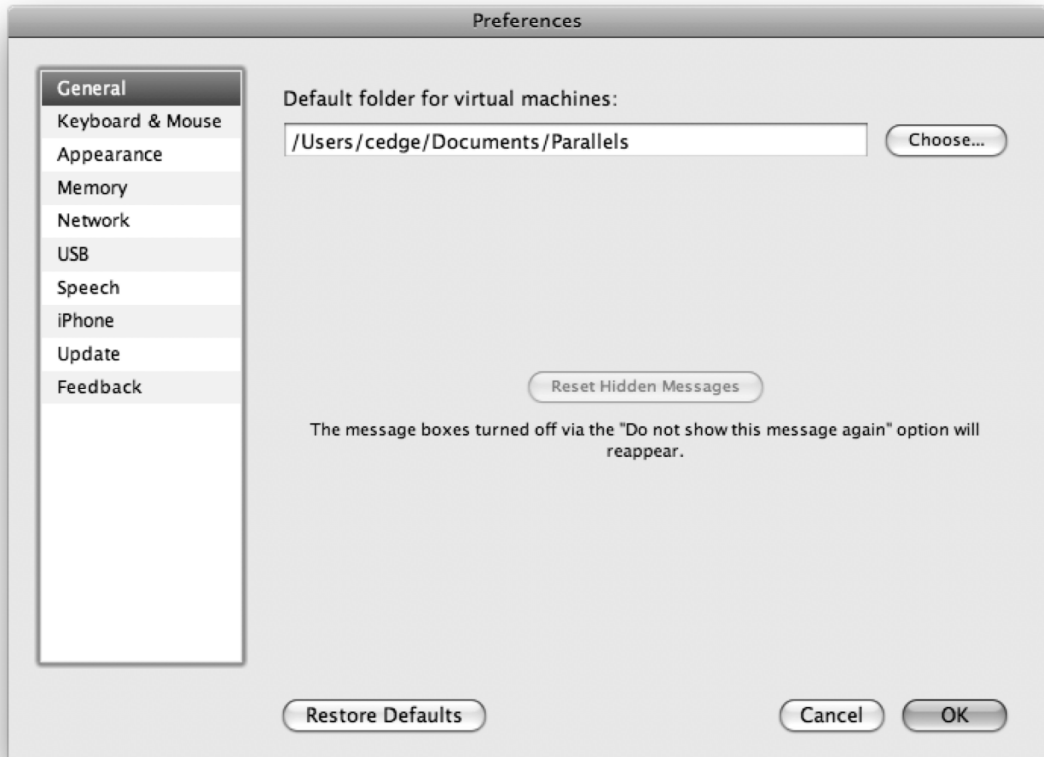 Preferences
General
Keyboard & Mouse
Appearance
Memory
Network
USB
Speech
iPhone
Update
Feedback
Default folder for virtual machines:
/Users/cedge/Documents/Parallels
Choose...
Reset Hidden Messages
The message boxes turned off via the "Do not show this message again" option will
reappear.
Restore Defaults
Cancel
OK